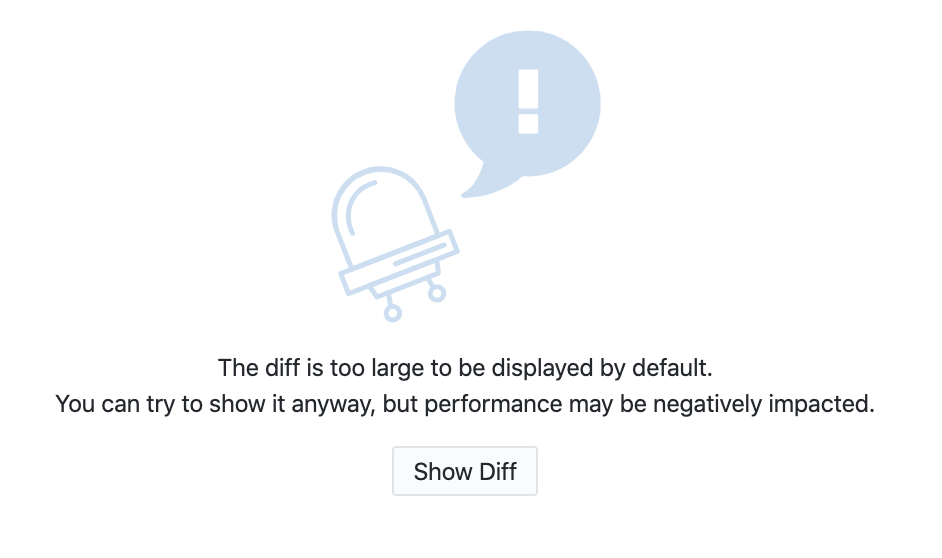 !
The diff is too large to be displayed by default.
You can try to show it anyway, but performance may be negatively impacted.
Show Diff